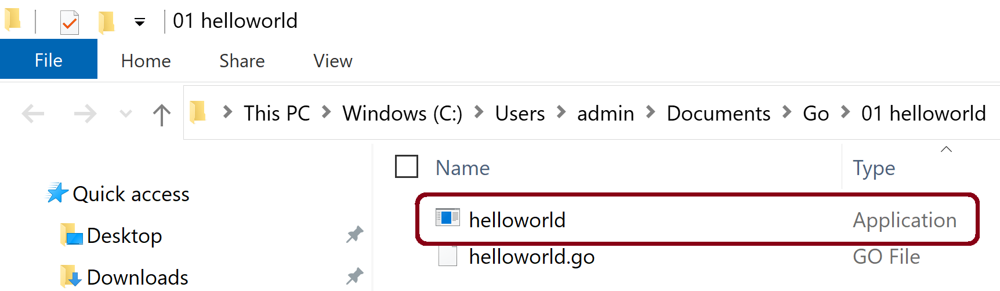 01 helloworld
File Home Share View
This PC Windows (C:) Users admin Documents Go 01 helloworld
Name Type
Quick access
helloworld Application
Desktop
helloworld.go GO File
Downloads